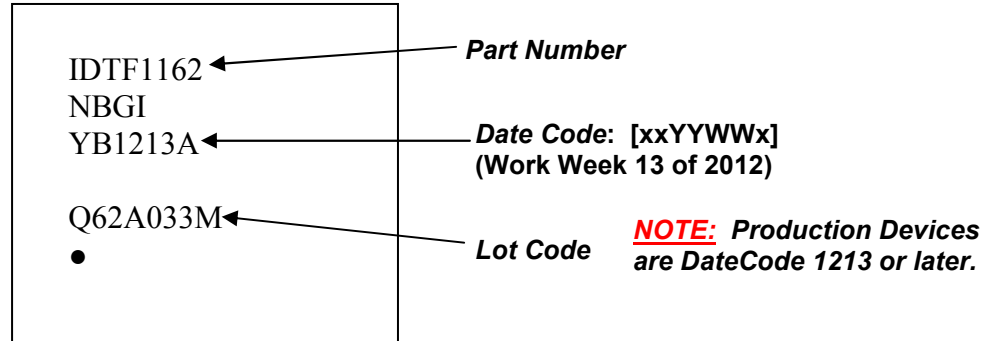 IDTF1162
NBGI
YB1213A
Q62A033M
Part Number
Date Code: [xxYYWWx]
(Work Week 13 of 2012)
Lot Code
NOTE: Production Devices
are DateCode 1213 or later.